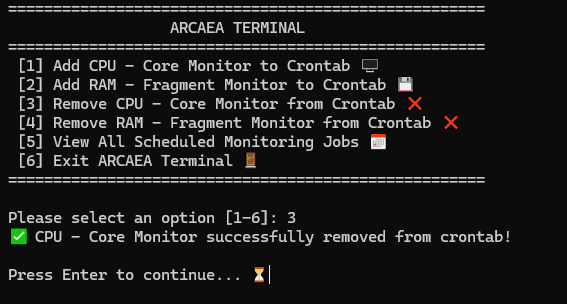 ==================================================
ARCAEA TERMINAL
==================================================
[1] Add CPU - Core Monitor to Crontab 🖥️
[2] Add RAM - Fragment Monitor to Crontab 💾
[3] Remove CPU - Core Monitor from Crontab ❌
[4] Remove RAM - Fragment Monitor from Crontab ❌
[5] View All Scheduled Monitoring Jobs 📅
[6] Exit ARCAEA Terminal 🚪
==================================================
Please select an option [1-6]: 3
✅ CPU - Core Monitor successfully removed from crontab!
Press Enter to continue... ⏳